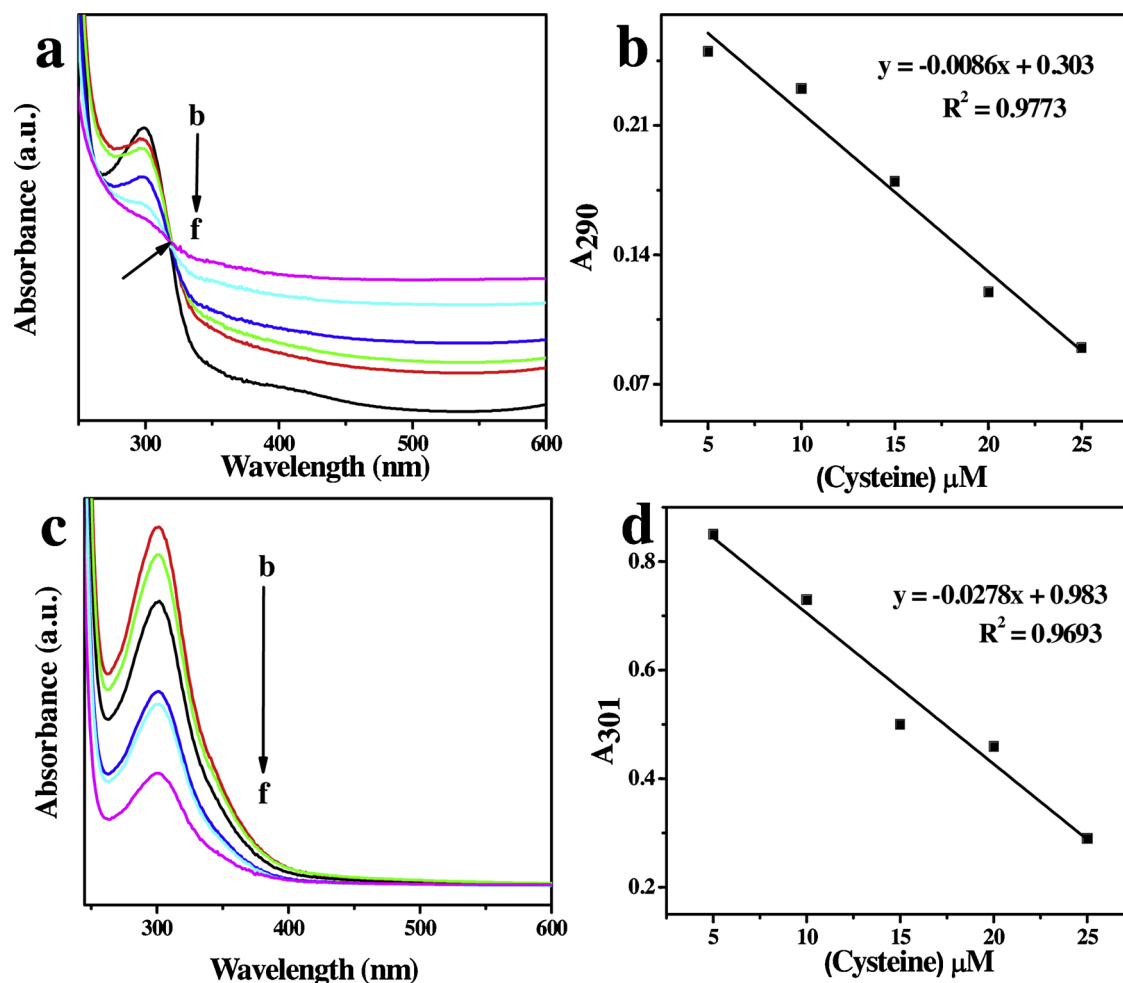 a
b
f
Absorbance (a.u.)
300 400 500 600
Wavelength (nm)
b
y = -0.0086x + 0.303
R² = 0.9773
0.21
0.14
0.07
A290
5 10 15 20 25
(Cysteine) μM
c
b
f
Absorbance (a.u.)
300 400 500 600
Wavelength (nm)
d
y = -0.0278x + 0.983
R² = 0.9693
0.8
0.6
0.4
0.2
A301
5 10 15 20 25
(Cysteine) μM